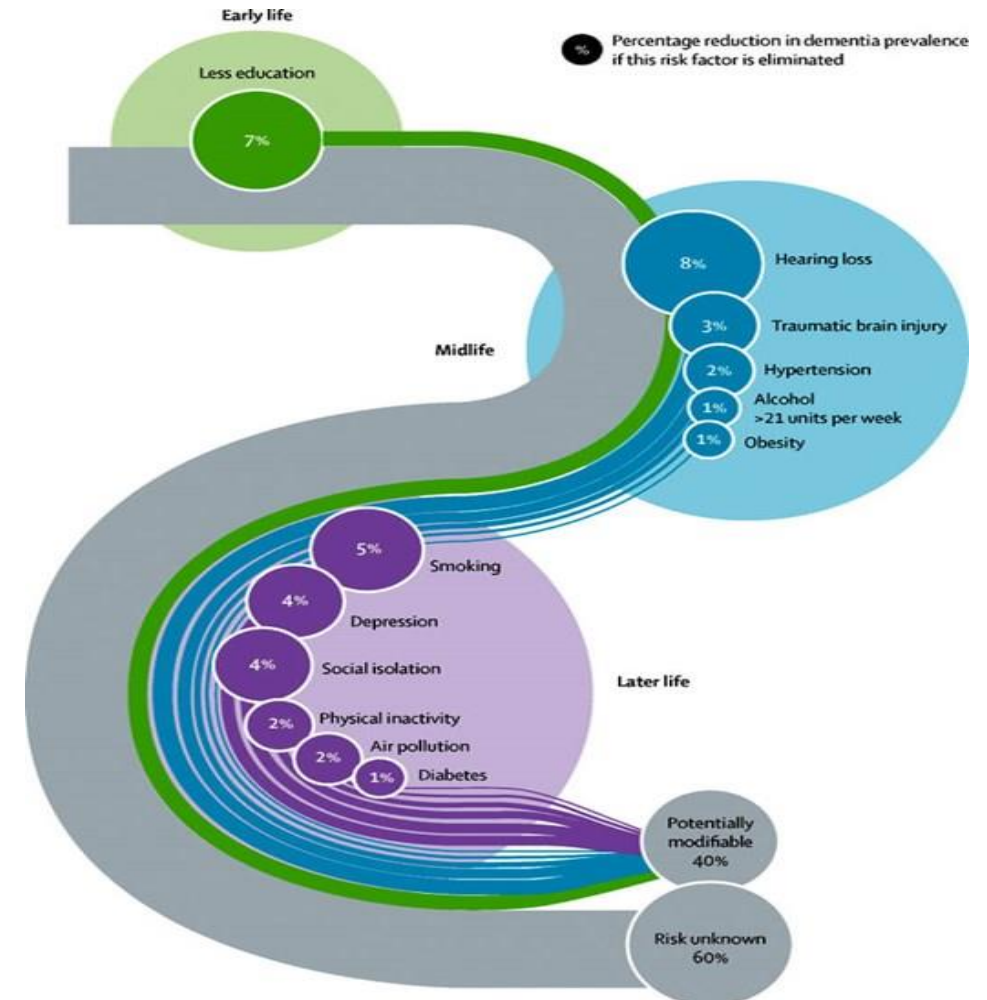 Early life
%
Percentage reduction in dementia prevalence
if this risk factor is eliminated
Less education
7%
8%
Hearing loss
3%
Traumatic brain injury
Midlife
2%
Hypertension
1%
Alcohol
>21 units per week
1%
Obesity
5%
Smoking
4%
Depression
4%
Social isolation
Later life
2%
Physical inactivity
2%
Air pollution
1%
Diabetes
Potentially
modifiable
40%
Risk unknown
60%